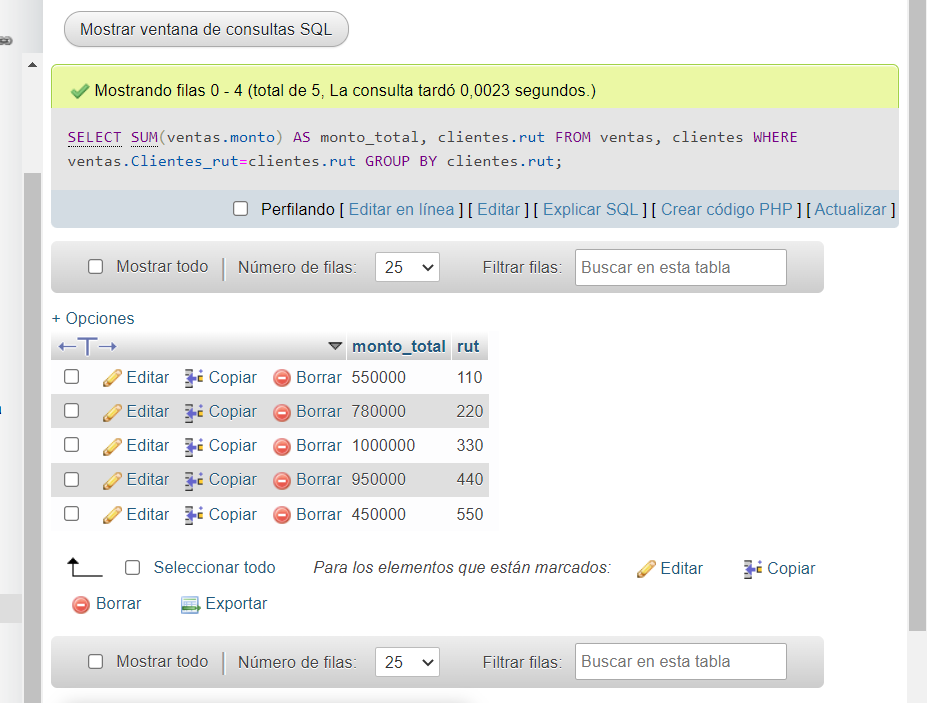 Mostrar ventana de consultas SQL
Mostrando filas 0 - 4 (total de 5, La consulta tardó 0,0023 segundos.)
SELECT SUM(ventas.monto) AS monto_total, clientes.rut FROM ventas, clientes WHERE
ventas.Clientes_rut=clientes.rut GROUP BY clientes.rut;
Perfilando [ Editar en línea ] [ Editar ] [ Explicar SQL ] [ Crear código PHP ] [ Actualizar ]
Mostrar todo Número de filas: 25 Filtrar filas: Buscar en esta tabla
+ Opciones
←T→ monto_total rut
Editar Copiar Borrar 550000 110
Editar Copiar Borrar 780000 220
Editar Copiar Borrar 1000000 330
Editar Copiar Borrar 950000 440
Editar Copiar Borrar 450000 550
Seleccionar todo Para los elementos que están marcados: Editar Copiar
Borrar Exportar
Mostrar todo Número de filas: 25 Filtrar filas: Buscar en esta tabla